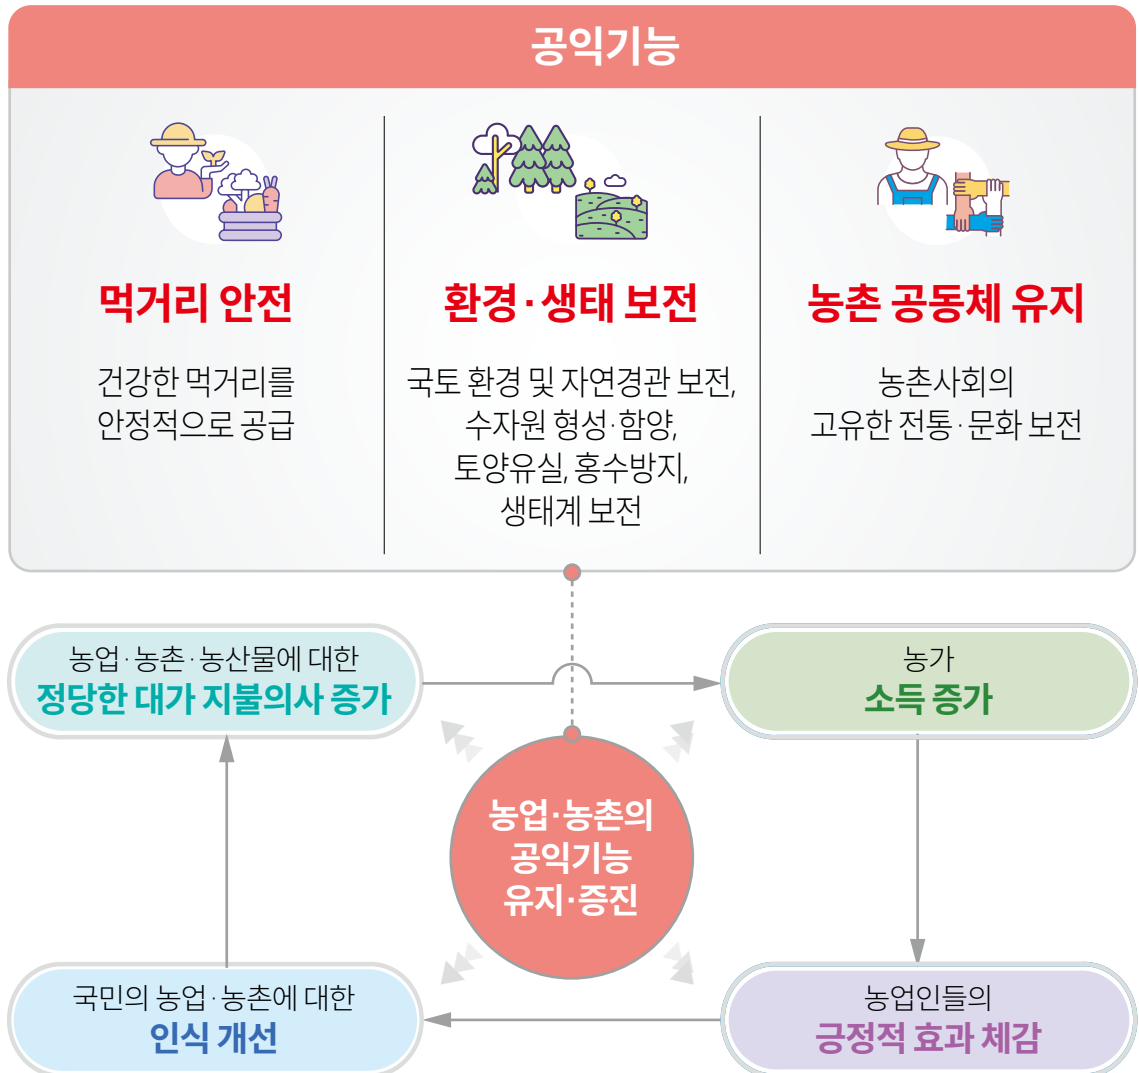 공익기능
먹거리 안전
건강한 먹거리를
안정적으로 공급
환경·생태 보전
국토 환경 및 자연경관 보전,
수자원 형성·함양,
토양유실, 홍수방지,
생태계 보전
농촌 공동체 유지
농촌사회의
고유한 전통·문화 보전
농업·농촌·농산물에 대한
정당한 대가 지불의사 증가
농가
소득 증가
농업·농촌의
공익기능
유지·증진
국민의 농업·농촌에 대한
인식 개선
농업인들의
긍정적 효과 체감